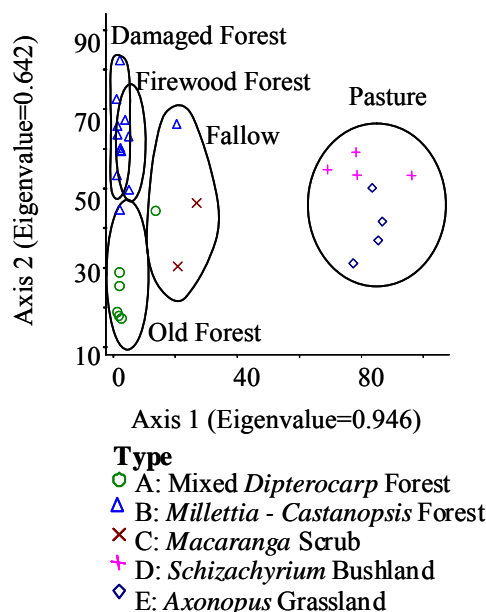 Damaged Forest
Firewood Forest
Pasture
Fallow
Old Forest
Axis 2 (Eigenvalue=0.642)
90
70
50
30
10
0
40
80
Axis 1 (Eigenvalue=0.946)
Type
A: Mixed Dipterocarp Forest
B: Millettia - Castanopsis Forest
C: Macaranga Scrub
D: Schizachyrium Bushland
E: Axonopus Grassland